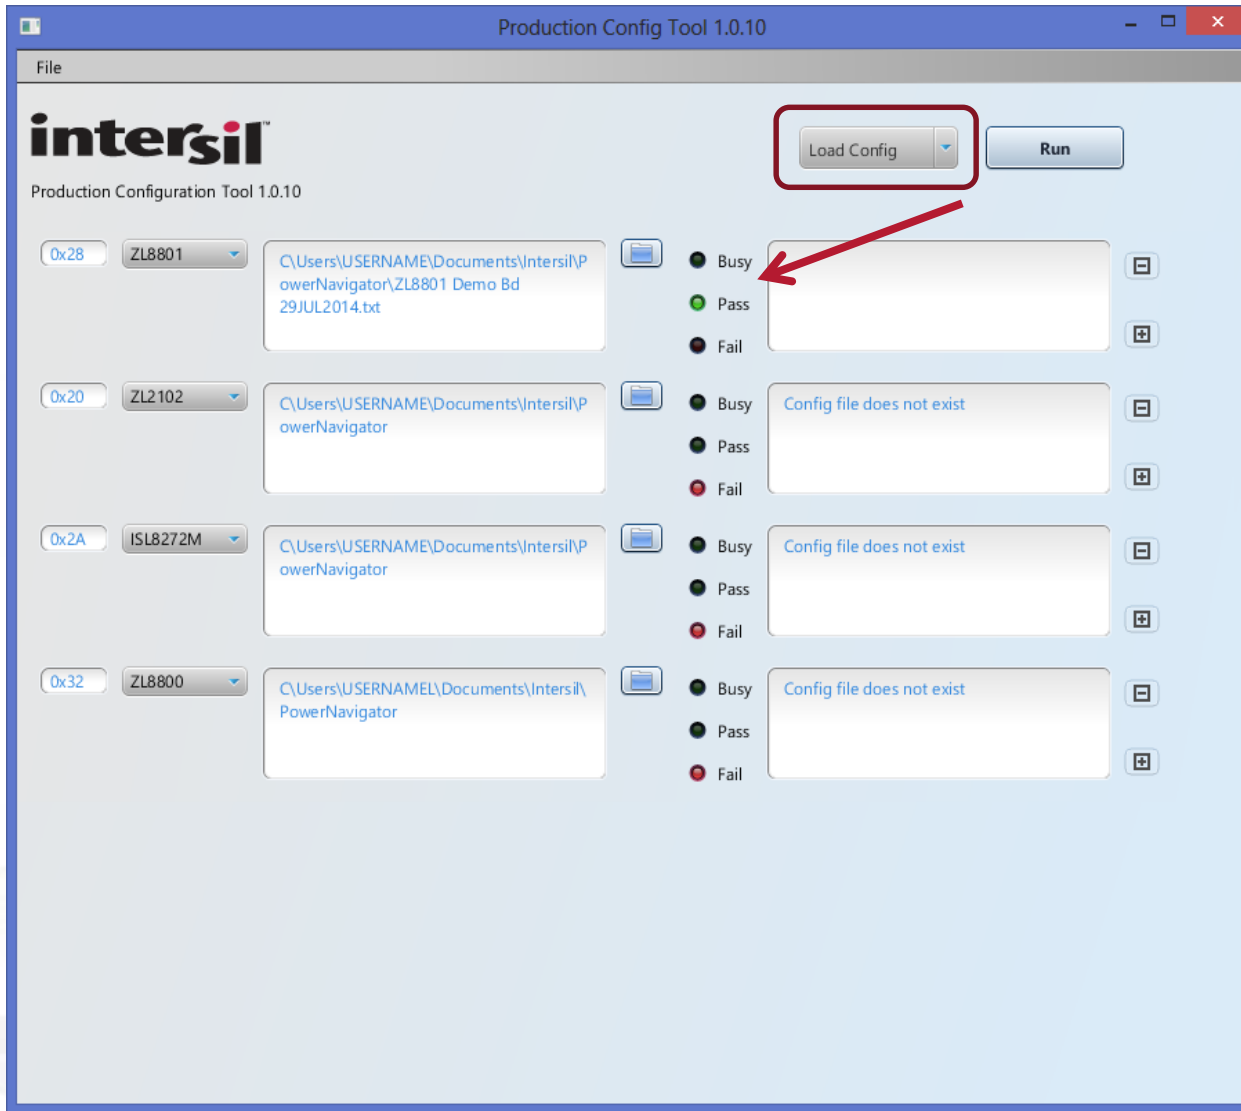 Production Config Tool 1.0.10
File
intersil™
Load Config
Run
Production Configuration Tool 1.0.10
0x28
ZL8801
C\Users\USERNAME\Documents\Intersil\P
owerNavigator\ZL8801 Demo Bd
29JUL2014.txt
Busy
Pass
Fail
0x20
ZL2102
C\Users\USERNAME\Documents\Intersil\P
owerNavigator
Busy
Pass
Fail
Config file does not exist
0x2A
ISL8272M
C\Users\USERNAME\Documents\Intersil\P
owerNavigator
Busy
Pass
Fail
Config file does not exist
0x32
ZL8800
C\Users\USERNAMEL\Documents\Intersil\
PowerNavigator
Busy
Pass
Fail
Config file does not exist